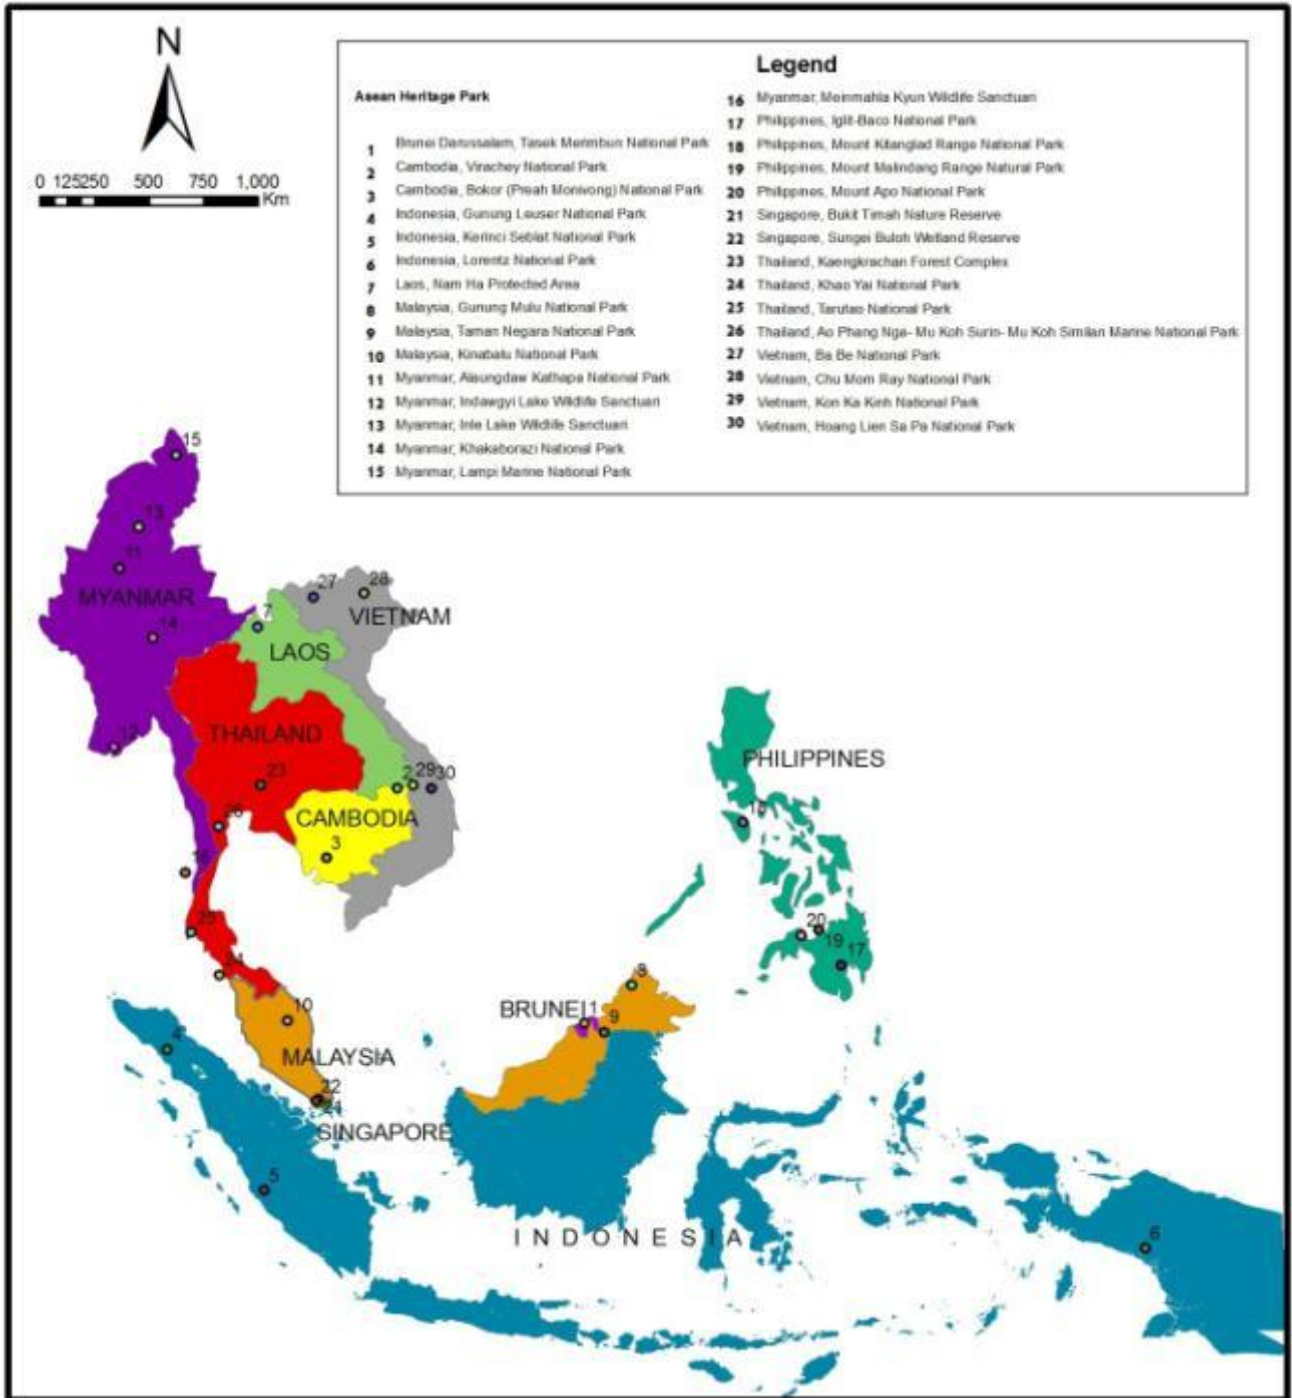 N
0 125250 500 750 1,000
Km
Legend
Asean Heritage Park
1 Brunei Darussalam, Tasek Merimbun National Park
2 Cambodia, Virachey National Park
3 Cambodia, Bokor (Preah Monivong) National Park
4 Indonesia, Gunung Leuser National Park
5 Indonesia, Kerinci Seblat National Park
6 Indonesia, Lorentz National Park
7 Laos, Nam Ha Protected Area
8 Malaysia, Gunung Mulu National Park
9 Malaysia, Taman Negara National Park
10 Malaysia, Kinabalu National Park
11 Myanmar, Alaungdaw Kathapa National Park
12 Myanmar, Indawgyi Lake Wildlife Sanctuari
13 Myanmar, Inle Lake Wildlife Sanctuari
14 Myanmar, Khakaborazi National Park
15 Myanmar, Lampi Marine National Park
16 Myanmar, Meinmahla Kyun Wildlife Sanctuari
17 Philippines, Iglit-Baco National Park
18 Philippines, Mount Kitanglad Range National Park
19 Philippines, Mount Malindang Range Natural Park
20 Philippines, Mount Apo National Park
21 Singapore, Bukit Timah Nature Reserve
22 Singapore, Sungei Buloh Wetland Reserve
23 Thailand, Kaengkrachan Forest Complex
24 Thailand, Khao Yai National Park
25 Thailand, Tarutao National Park
26 Thailand, Ao Phang Nga- Mu Koh Surin- Mu Koh Similan Marine National Park
27 Vietnam, Ba Be National Park
28 Vietnam, Chu Mom Ray National Park
29 Vietnam, Kon Ka Kinh National Park
30 Vietnam, Hoang Lien Sa Pa National Park
15
13
11
MYANMAR
14
12
27
28
VIETNAM
7
LAOS
THAILAND
23
2
29
30
26
CAMBODIA
3
25
24
PHILIPPINES
20
19
17
10
MALAYSIA
22
21
SINGAPORE
BRUNEI
1
8
9
4
5
INDONESIA
6